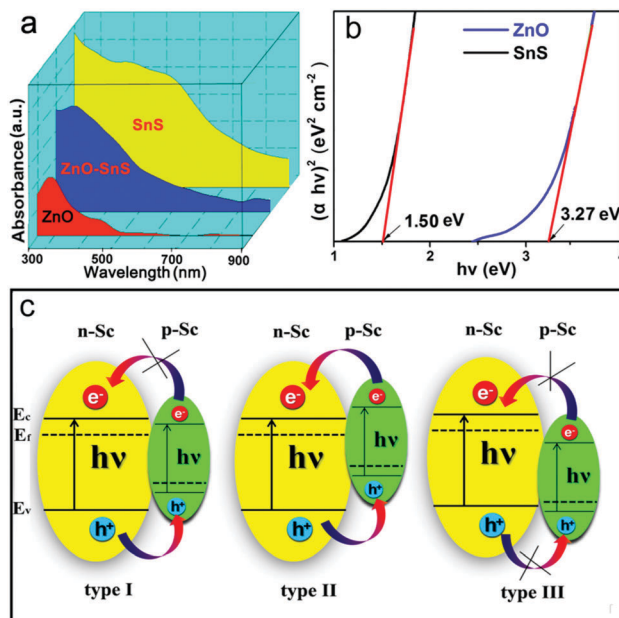 a
Absorbance (a.u.)
SnS
ZnO-SnS
ZnO
300 500 700 900
Wavelength(nm)
b
ZnO
SnS
(α hν)² (eV² cm⁻²)
1.50 eV
3.27 eV
1 2 3 4
hν (eV)
c
n-Sc p-Sc n-Sc p-Sc n-Sc p-Sc
e⁻ e⁻ e⁻ e⁻ e⁻ e⁻
Ec
Ef
hν hν hν hν hν hν
Ev
h⁺ h⁺ h⁺ h⁺ h⁺ h⁺
type I type II type III